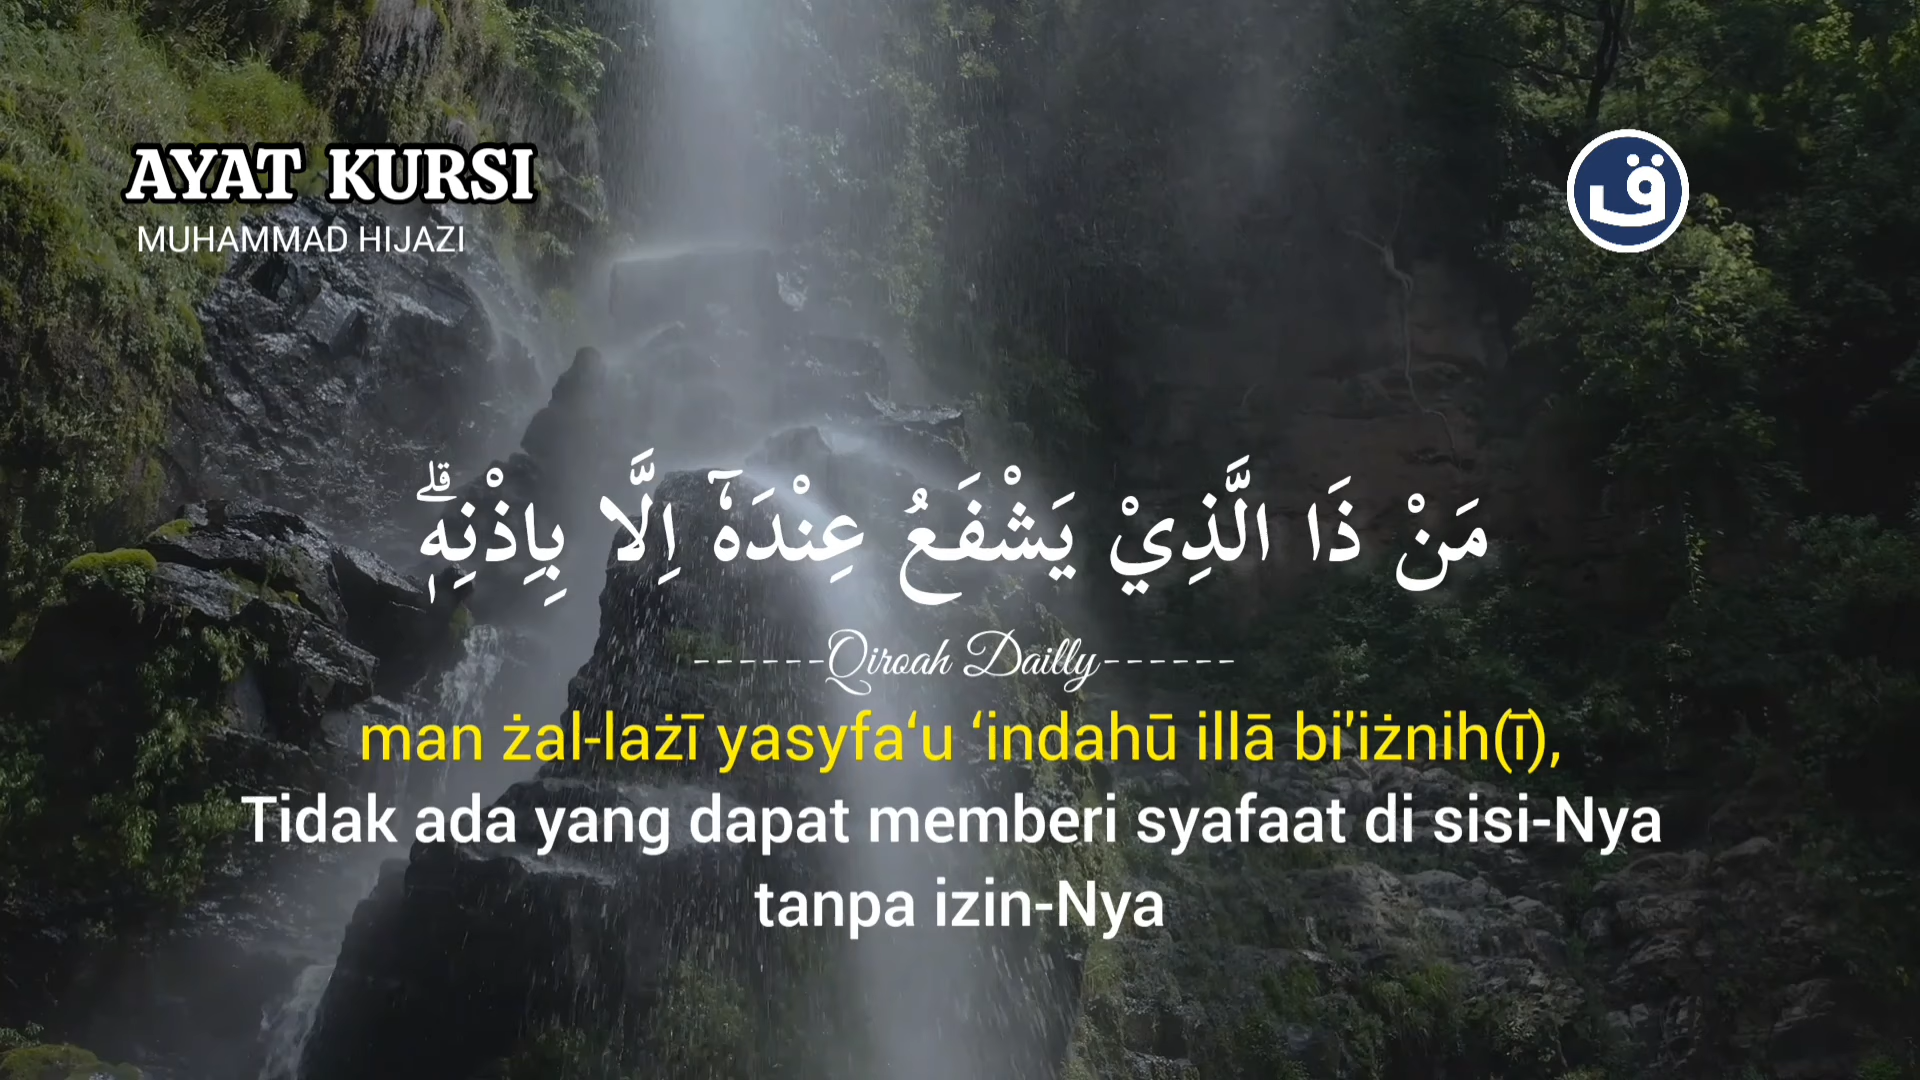 AYAT KURSI
MUHAMMAD HIJAZI
ق
مَنْ ذَا الَّذِيْ يَشْفَعُ عِنْدَهٗٓ اِلَّا بِاِذْنِهٖۗ
------Qiroah Dailly------
man żal-lażī yasyfa‘u ‘indahū illā bi'iżnih(ī),
Tidak ada yang dapat memberi syafaat di sisi-Nya
tanpa izin-Nya